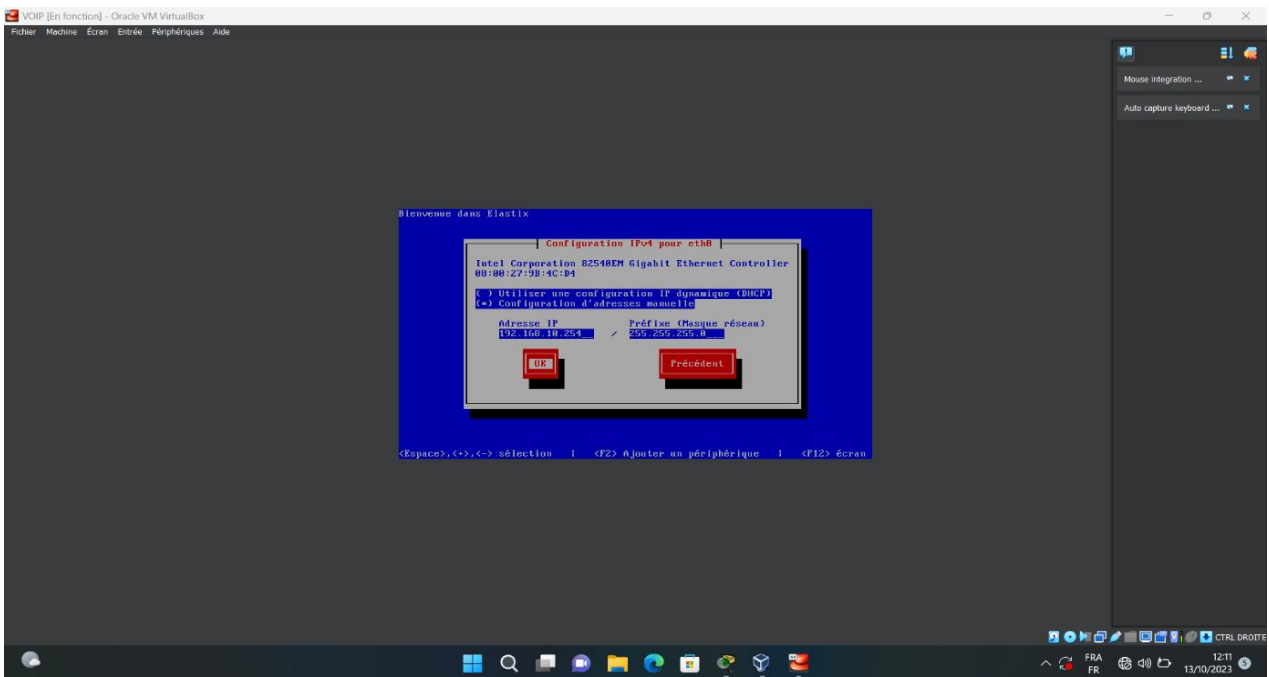 VOIP [En fonction] - Oracle VM VirtualBox
Fichier Machine Écran Entrée Périphériques Aide
Mouse integration ...
Auto capture keyboard ...
Bienvenue dans Elastix
Configuration IPv4 pour eth0
Intel Corporation 82540EM Gigabit Ethernet Controller
08:00:27:9B:4C:D4
( ) Utiliser une configuration IP dynamique (DHCP)
(*) Configuration d'adresses manuelle
Adresse IP Préfixe (Masque réseau)
192.168.10.254__ / 255.255.255.0___
OK Précédent
<Espace>,<+>,<-> sélection | <F2> Ajouter un périphérique | <F12> écran
CTRL DROITE
FRA
FR
12:11
13/10/2023
5